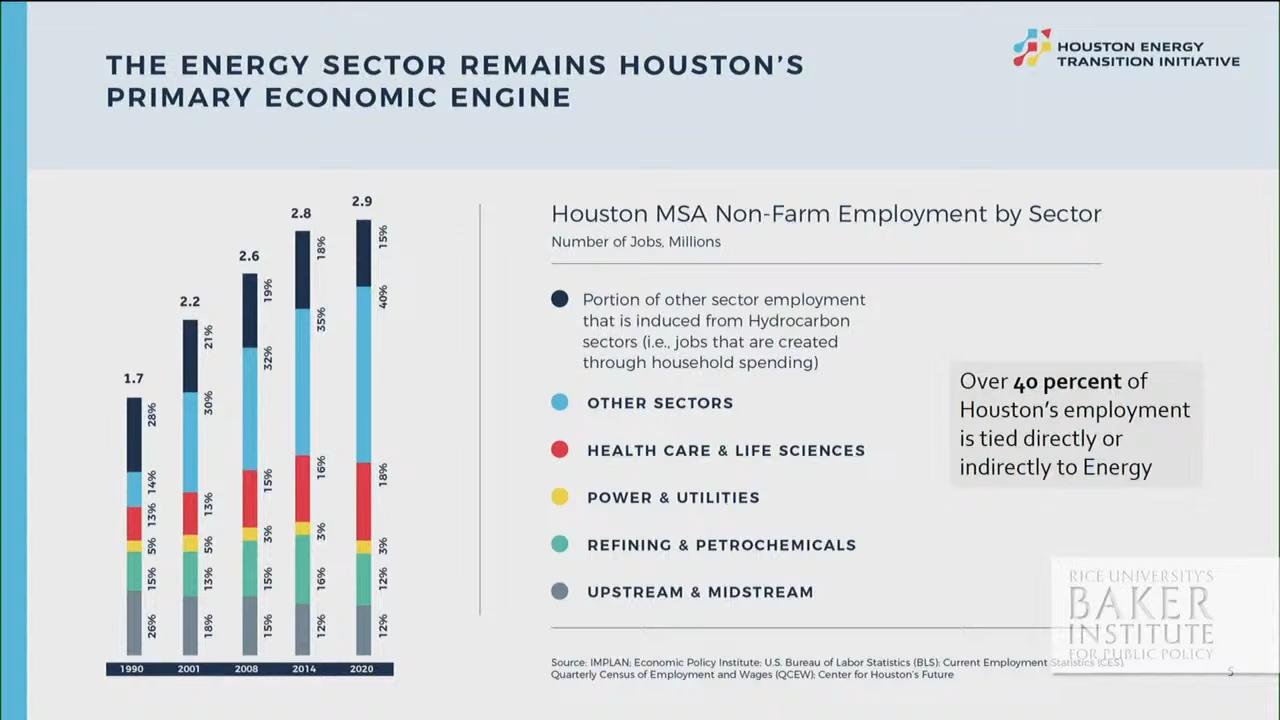 THE ENERGY SECTOR REMAINS HOUSTON'S
PRIMARY ECONOMIC ENGINE
HOUSTON ENERGY
TRANSITION INITIATIVE
1.7
28%
14%
13%
5%
15%
26%
1990
2.2
21%
30%
13%
5%
13%
18%
2001
2.6
19%
32%
15%
3%
15%
15%
2008
2.8
18%
35%
16%
3%
16%
12%
2014
2.9
15%
40%
18%
3%
12%
12%
2020
Houston MSA Non-Farm Employment by Sector
Number of Jobs, Millions
Portion of other sector employment
that is induced from Hydrocarbon
sectors (i.e., jobs that are created
through household spending)
OTHER SECTORS
HEALTH CARE & LIFE SCIENCES
POWER & UTILITIES
REFINING & PETROCHEMICALS
UPSTREAM & MIDSTREAM
Over 40 percent of
Houston's employment
is tied directly or
indirectly to Energy
Source: IMPLAN; Economic Policy Institute; U.S. Bureau of Labor Statistics (BLS); Current Employment Statistics (CES)
Quarterly Census of Employment and Wages (QCEW); Center for Houston's Future
RICE UNIVERSITY'S
BAKER
INSTITUTE
FOR PUBLIC POLICY
5